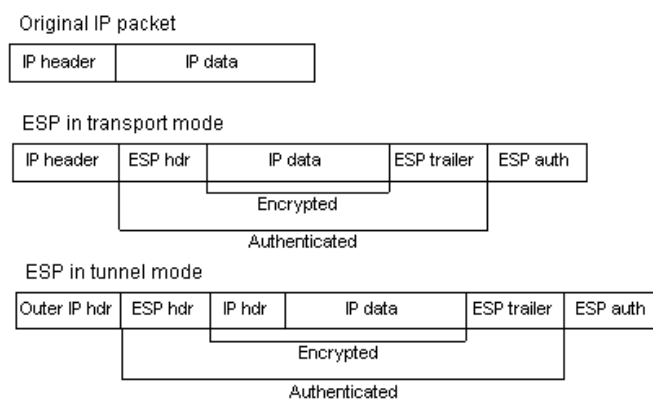 Original IP packet
IP header IP data
ESP in transport mode
IP header ESP hdr IP data ESP trailer ESP auth
Encrypted
Authenticated
ESP in tunnel mode
Outer IP hdr ESP hdr IP hdr IP data ESP trailer ESP auth
Encrypted
Authenticated